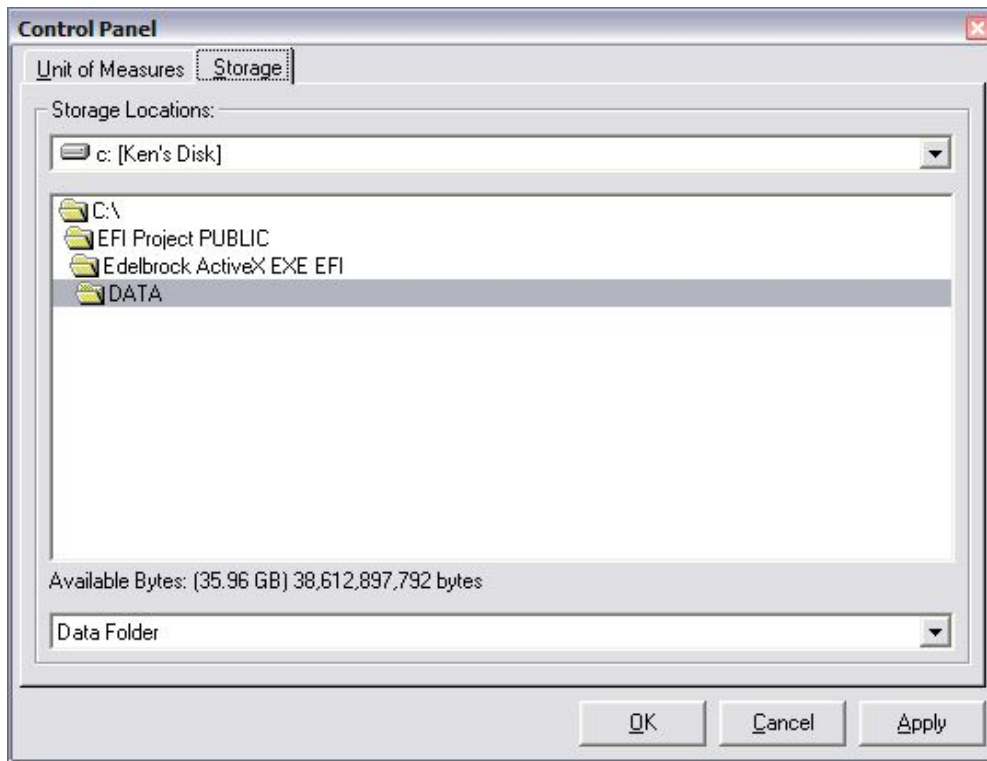 Control Panel
Unit of Measures Storage
Storage Locations:
c: [Ken's Disk]
C:\
EFI Project PUBLIC
Edelbrock ActiveX EXE EFI
DATA
Available Bytes: (35.96 GB) 38,612,897,792 bytes
Data Folder
OK Cancel Apply